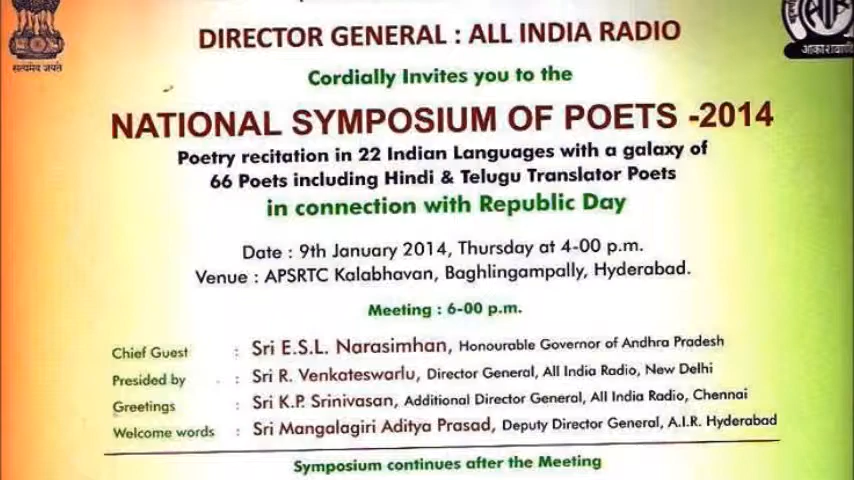 सत्यमेव जयते
DIRECTOR GENERAL : ALL INDIA RADIO
Cordially Invites you to the
NATIONAL SYMPOSIUM OF POETS -2014
Poetry recitation in 22 Indian Languages with a galaxy of
66 Poets including Hindi & Telugu Translator Poets
in connection with Republic Day
Date : 9th January 2014, Thursday at 4-00 p.m.
Venue : APSRTC Kalabhavan, Baghlingampally, Hyderabad.
Meeting : 6-00 p.m.
Chief Guest : Sri E.S.L. Narasimhan, Honourable Governor of Andhra Pradesh
Presided by : Sri R. Venkateswarlu, Director General, All India Radio, New Delhi
Greetings : Sri K.P. Srinivasan, Additional Director General, All India Radio, Chennai
Welcome words : Sri Mangalagiri Aditya Prasad, Deputy Director General, A.I.R. Hyderabad
Symposium continues after the Meeting